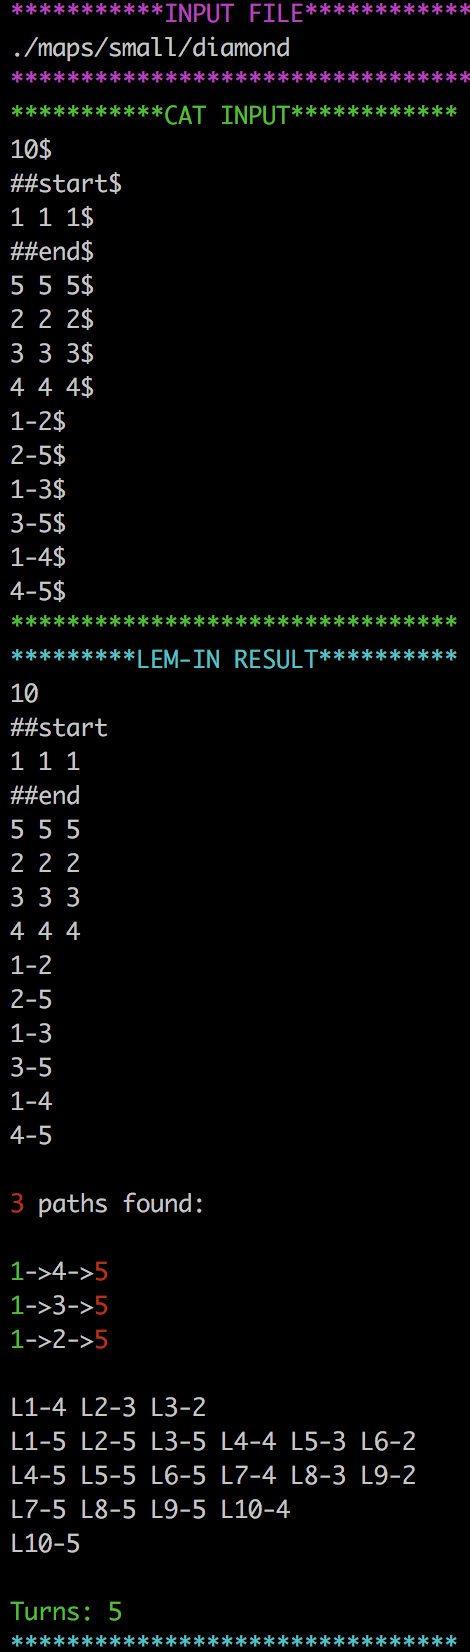 ***********INPUT FILE************
./maps/small/diamond
*********************************
***********CAT INPUT************
10$
##start$
1 1 1$
##end$
5 5 5$
2 2 2$
3 3 3$
4 4 4$
1-2$
2-5$
1-3$
3-5$
1-4$
4-5$
********************************
*********LEM-IN RESULT**********
10
##start
1 1 1
##end
5 5 5
2 2 2
3 3 3
4 4 4
1-2
2-5
1-3
3-5
1-4
4-5
3 paths found:
1->4->5
1->3->5
1->2->5
L1-4 L2-3 L3-2
L1-5 L2-5 L3-5 L4-4 L5-3 L6-2
L4-5 L5-5 L6-5 L7-4 L8-3 L9-2
L7-5 L8-5 L9-5 L10-4
L10-5
Turns: 5
********************************